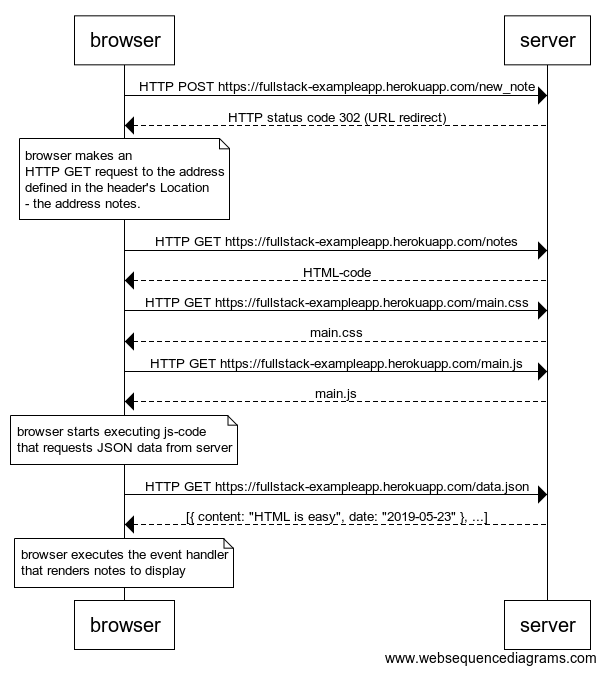 browser
server
HTTP POST https://fullstack-exampleapp.herokuapp.com/new_note
HTTP status code 302 (URL redirect)
browser makes an
HTTP GET request to the address
defined in the header's Location
- the address notes.
HTTP GET https://fullstack-exampleapp.herokuapp.com/notes
HTML-code
HTTP GET https://fullstack-exampleapp.herokuapp.com/main.css
main.css
HTTP GET https://fullstack-exampleapp.herokuapp.com/main.js
main.js
browser starts executing js-code
that requests JSON data from server
HTTP GET https://fullstack-exampleapp.herokuapp.com/data.json
[{ content: "HTML is easy", date: "2019-05-23" }, ...]
browser executes the event handler
that renders notes to display
browser
server
www.websequencediagrams.com